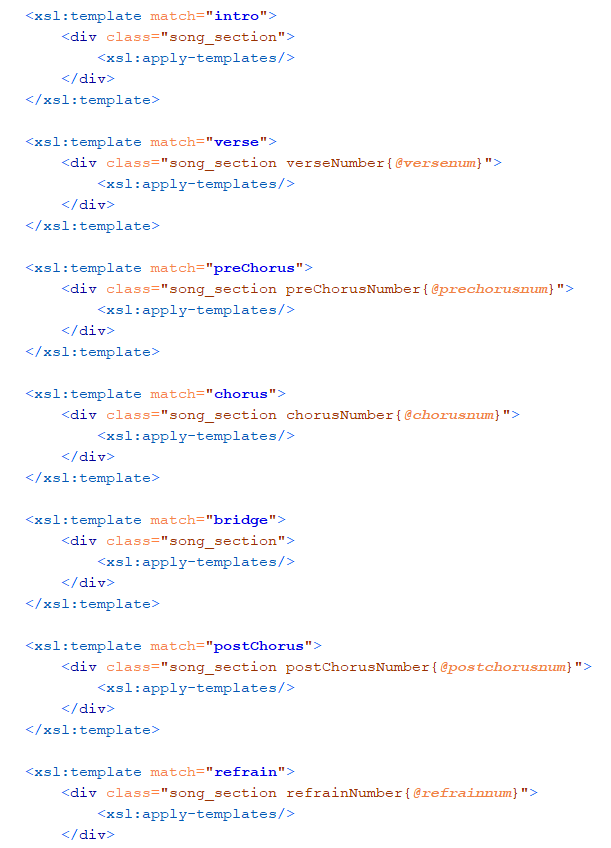 <xsl:template match="intro">
    <div class="song_section">
        <xsl:apply-templates/>
    </div>
</xsl:template>

<xsl:template match="verse">
    <div class="song_section verseNumber{@versenum}">
        <xsl:apply-templates/>
    </div>
</xsl:template>

<xsl:template match="preChorus">
    <div class="song_section preChorusNumber{@prechorusnum}">
        <xsl:apply-templates/>
    </div>
</xsl:template>

<xsl:template match="chorus">
    <div class="song_section chorusNumber{@chorusnum}">
        <xsl:apply-templates/>
    </div>
</xsl:template>

<xsl:template match="bridge">
    <div class="song_section">
        <xsl:apply-templates/>
    </div>
</xsl:template>

<xsl:template match="postChorus">
    <div class="song_section postChorusNumber{@postchorusnum}">
        <xsl:apply-templates/>
    </div>
</xsl:template>

<xsl:template match="refrain">
    <div class="song_section refrainNumber{@refrainnum}">
        <xsl:apply-templates/>
    </div>